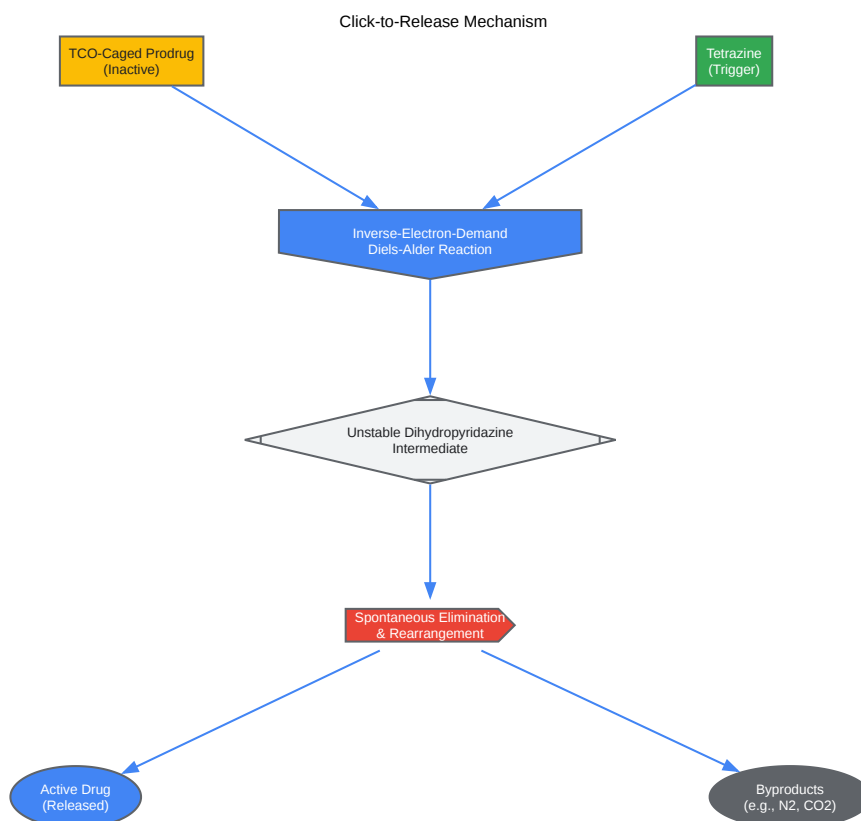 Click-to-Release Mechanism
TCO-Caged Prodrug
(Inactive)
Tetrazine
(Trigger)
Inverse-Electron-Demand
Diels-Alder Reaction
Unstable Dihydropyridazine
Intermediate
Spontaneous Elimination
& Rearrangement
Active Drug
(Released)
Byproducts
(e.g., N2, CO2)